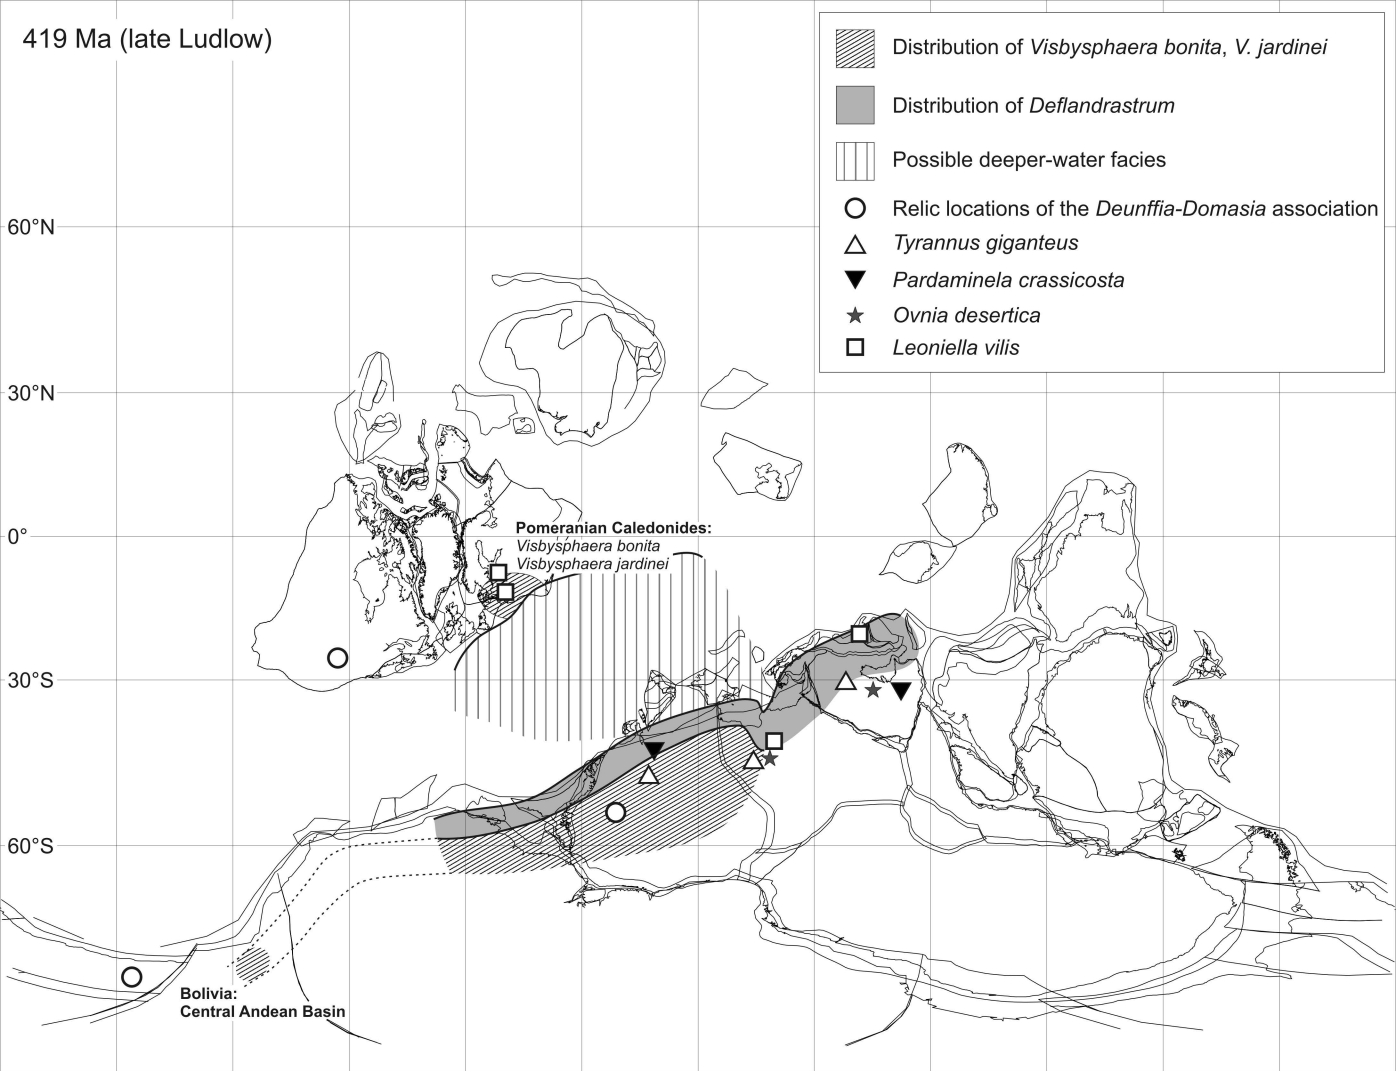 419 Ma (late Ludlow)
Distribution of Visbysphaera bonita, V. jardinei
Distribution of Deflandrastrum
Possible deeper-water facies
Relic locations of the Deunffia-Domasia association
Tyrannus giganteus
Pardaminela crassicosta
Ovnia desertica
Leoniella vilis
60°N
30°N
0°
30°S
60°S
Pomeranian Caledonides:
Visbysphaera bonita
Visbysphaera jardinei
Bolivia:
Central Andean Basin